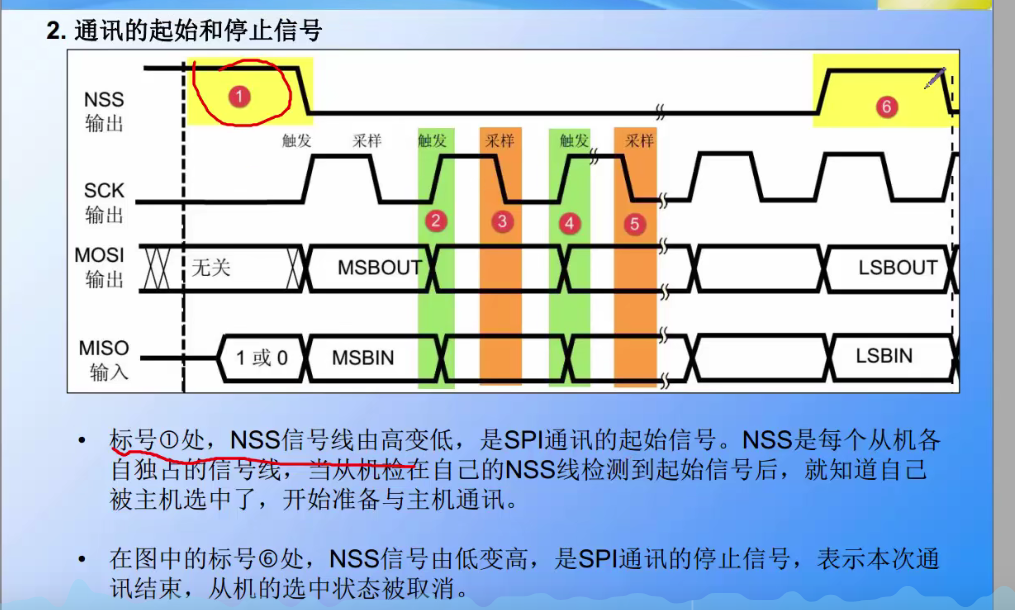 2. 通讯的起始和停止信号
NSS
输出
①
⑥
触发 采样 触发 采样 触发 采样
SCK
输出
② ③ ④ ⑤
MOSI
输出
无关 MSBOUT LSBOUT
MISO
输入
1 或 0 MSBIN LSBIN
• 标号①处，NSS信号线由高变低，是SPI通讯的起始信号。NSS是每个从机各
自独占的信号线，当从机检在自己的NSS线检测到起始信号后，就知道自己
被主机选中了，开始准备与主机通讯。
• 在图中的标号⑥处，NSS信号由低变高，是SPI通讯的停止信号，表示本次通
讯结束，从机的选中状态被取消。